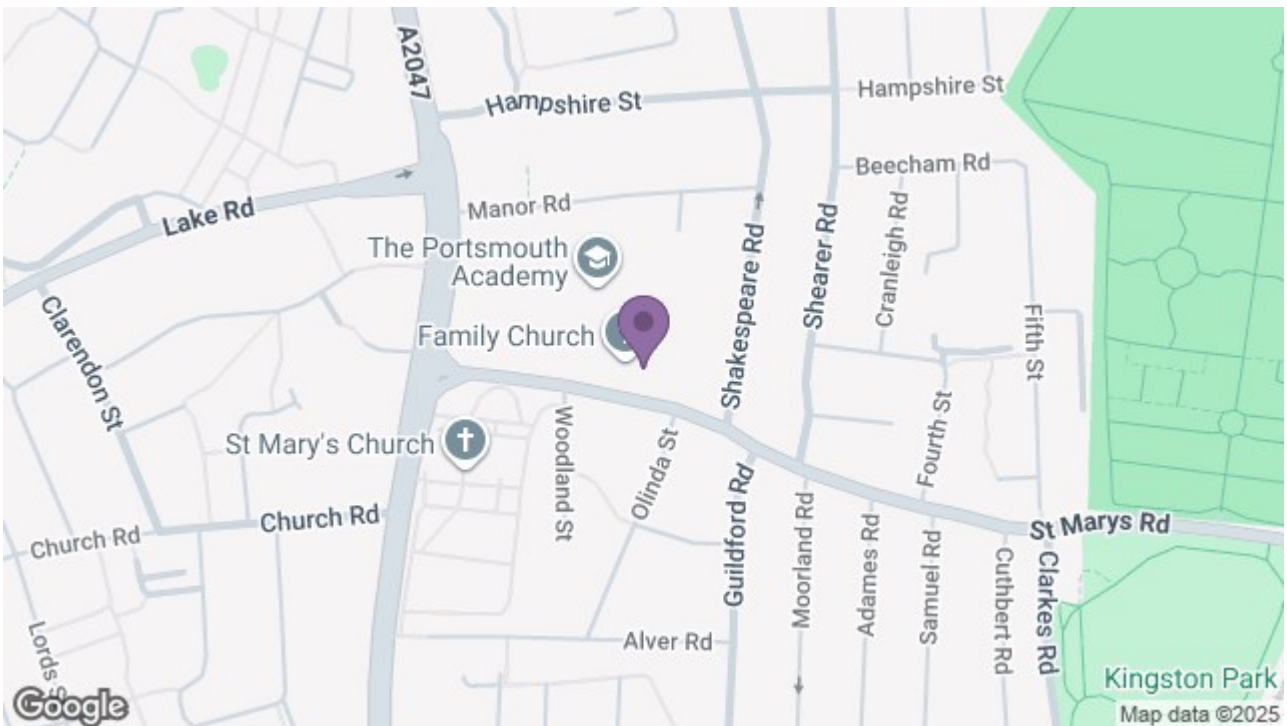 A2047
Hampshire St
Hampshire St
Beecham Rd
Lake Rd
Manor Rd
Cranleigh Rd
The Portsmouth
Academy
Shakespeare Rd
Shearer Rd
Family Church
Clarendon St
Fifth St
St Mary's Church
Woodland St
Olinda St
Fourth St
Guildford Rd
Moorland Rd
Church Rd
Church Rd
Adames Rd
Samuel Rd
St Marys Rd
Cuthbert Rd
Clarkes Rd
Lords S
Alver Rd
Kingston Park
Google
Map data ©2025